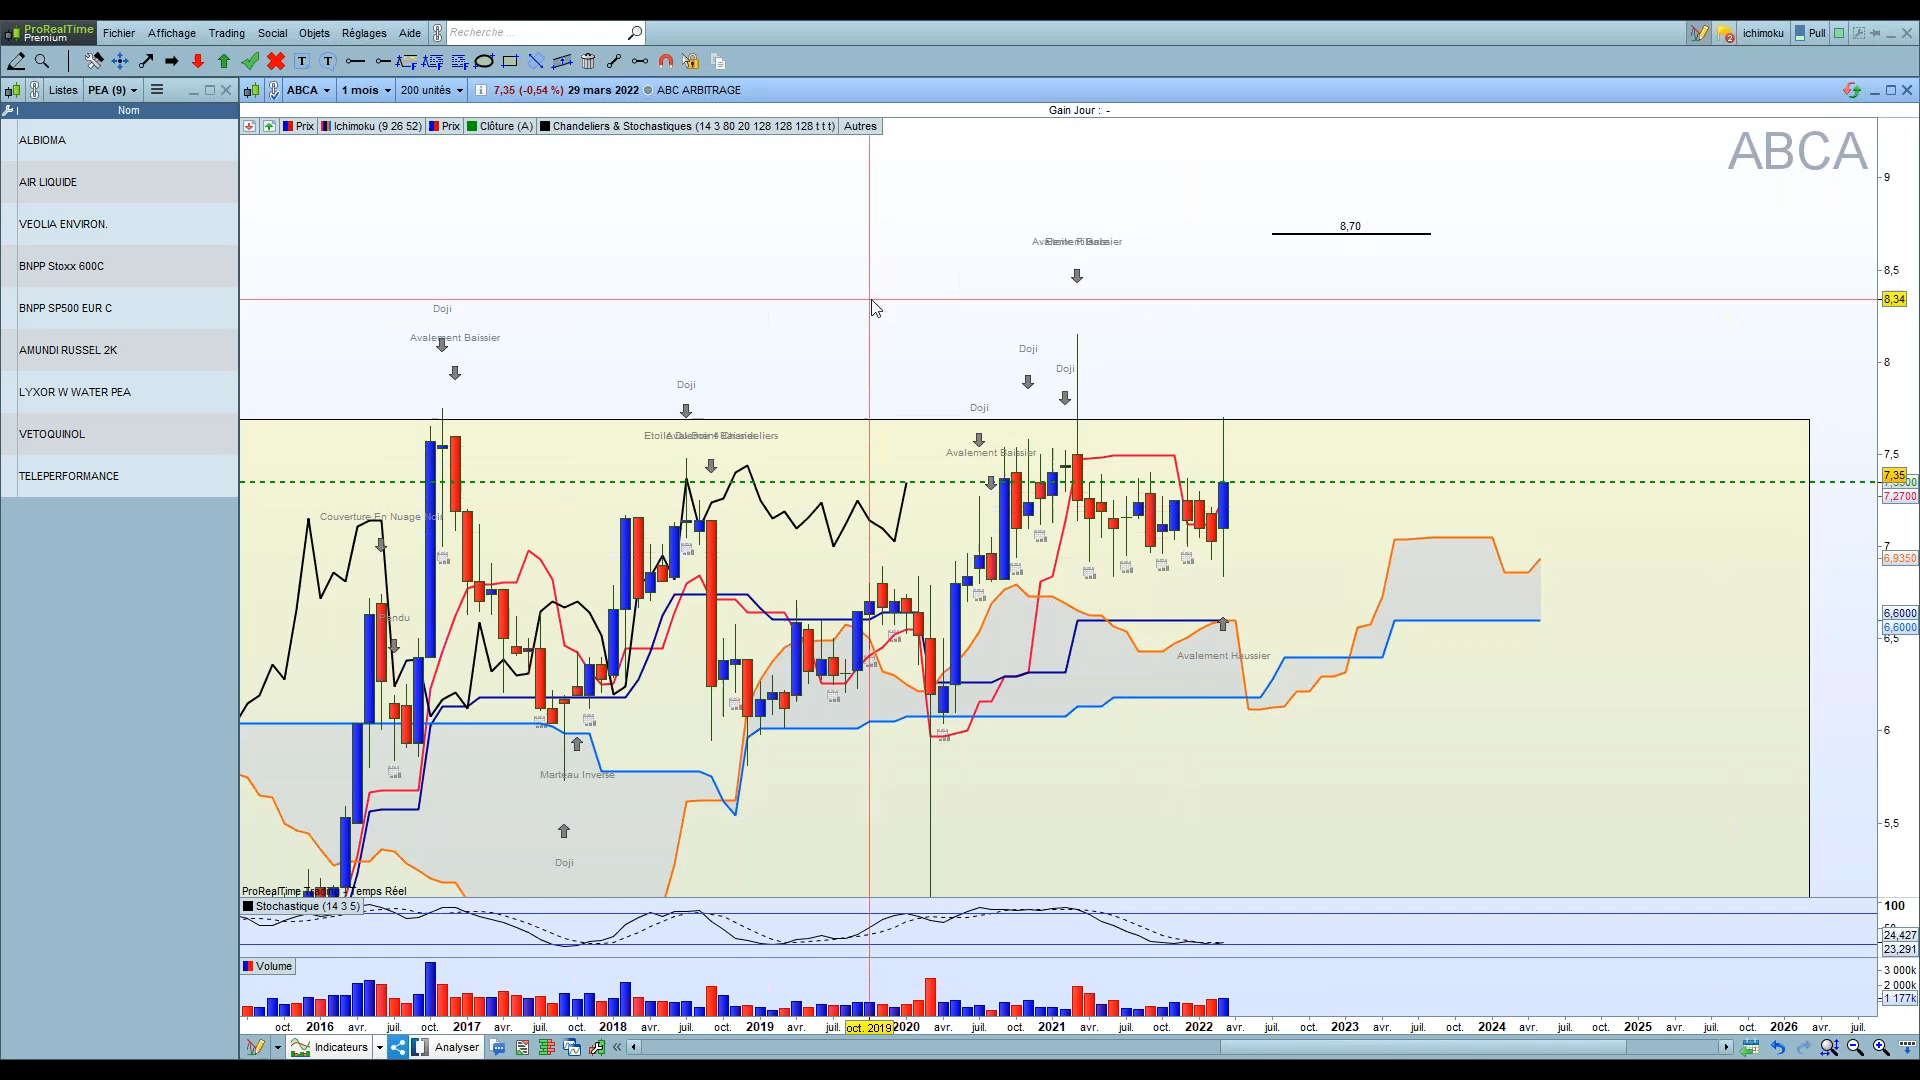 ProRealTime
Premium
Fichier Affichage Trading Social Objets Réglages Aide Recherche ... ichimoku Pull
2
Listes PEA (9) ABCA 1 mois 200 unités 7,35 (-0,54 %) 29 mars 2022 ABC ARBITRAGE
Nom
Gain Jour : -
Prix Ichimoku (9 26 52) Prix Clôture (A) Chandeliers & Stochastiques (14 3 80 20 128 128 128 t t t) Autres
ABCA
ALBIOMA
AIR LIQUIDE
VEOLIA ENVIRON.
BNPP Stoxx 600C
BNPP SP500 EUR C
AMUNDI RUSSEL 2K
LYXOR W WATER PEA
VETOQUINOL
TELEPERFORMANCE
9
8,70
8,5
8,34
Doji
Avalement Baissier
Doji
Doji
Doji
8
Doji
Avalement Baissier
7,5
7,35
7,2700
Couverture En Nuage Noir
7
6,9350
Pendu
6,6000
6,6000
6,5
Avalement Haussier
6
Marteau Inversé
5,5
Doji
ProRealTime Trading - Temps Réel
Stochastique (14 3 5)
100
24,427
23,291
Volume
3 000k
2 000k
1 177k
oct. 2016 avr. juil. oct. 2017 avr. juil. oct. 2018 avr. juil. oct. 2019 avr. juil. oct. 2019 2020 avr. juil. oct. 2021 avr. juil. oct. 2022 avr. juil. oct. 2023 avr. juil. oct. 2024 avr. juil. oct. 2025 avr. juil. oct. 2026 avr. juil.
Indicateurs Analyser